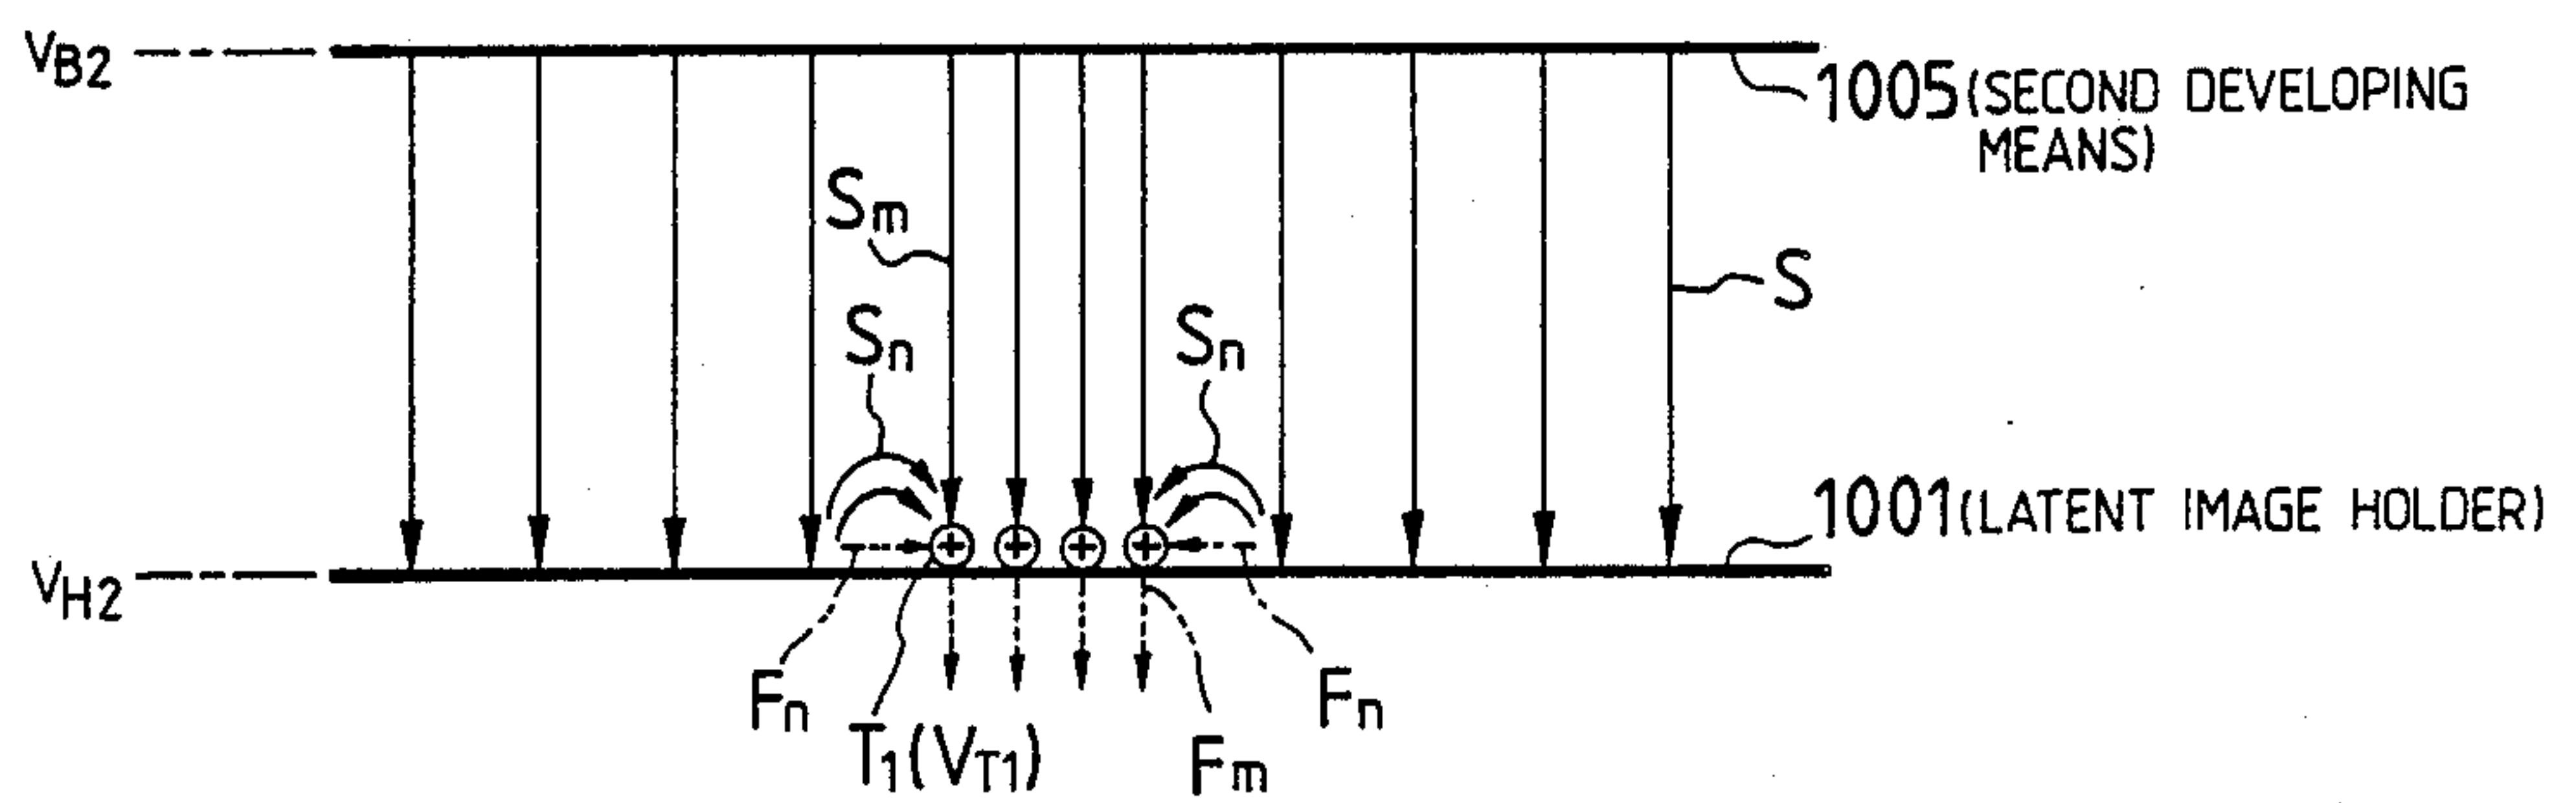 VB2
1005 (SECOND DEVELOPING
MEANS)
Sm
S
Sn
Sn
1001 (LATENT IMAGE HOLDER)
VH2
Fn
T1 (VT1)
Fm
Fn